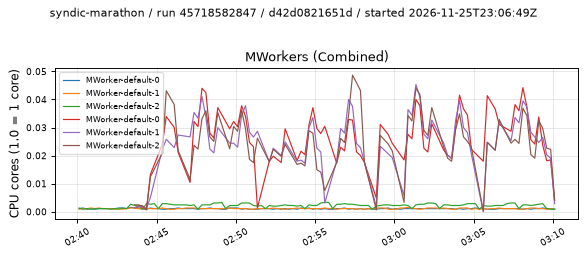 syndic-marathon / run 45718582847 / d42d0821651d / started 2026-11-25T23:06:49Z
MWorkers (Combined)
CPU cores (1.0 = 1 core)
0.05
0.04
0.03
0.02
0.01
0.00
MWorker-default-0
MWorker-default-1
MWorker-default-2
MWorker-default-0
MWorker-default-1
MWorker-default-2
02:40
02:45
02:50
02:55
03:00
03:05
03:10